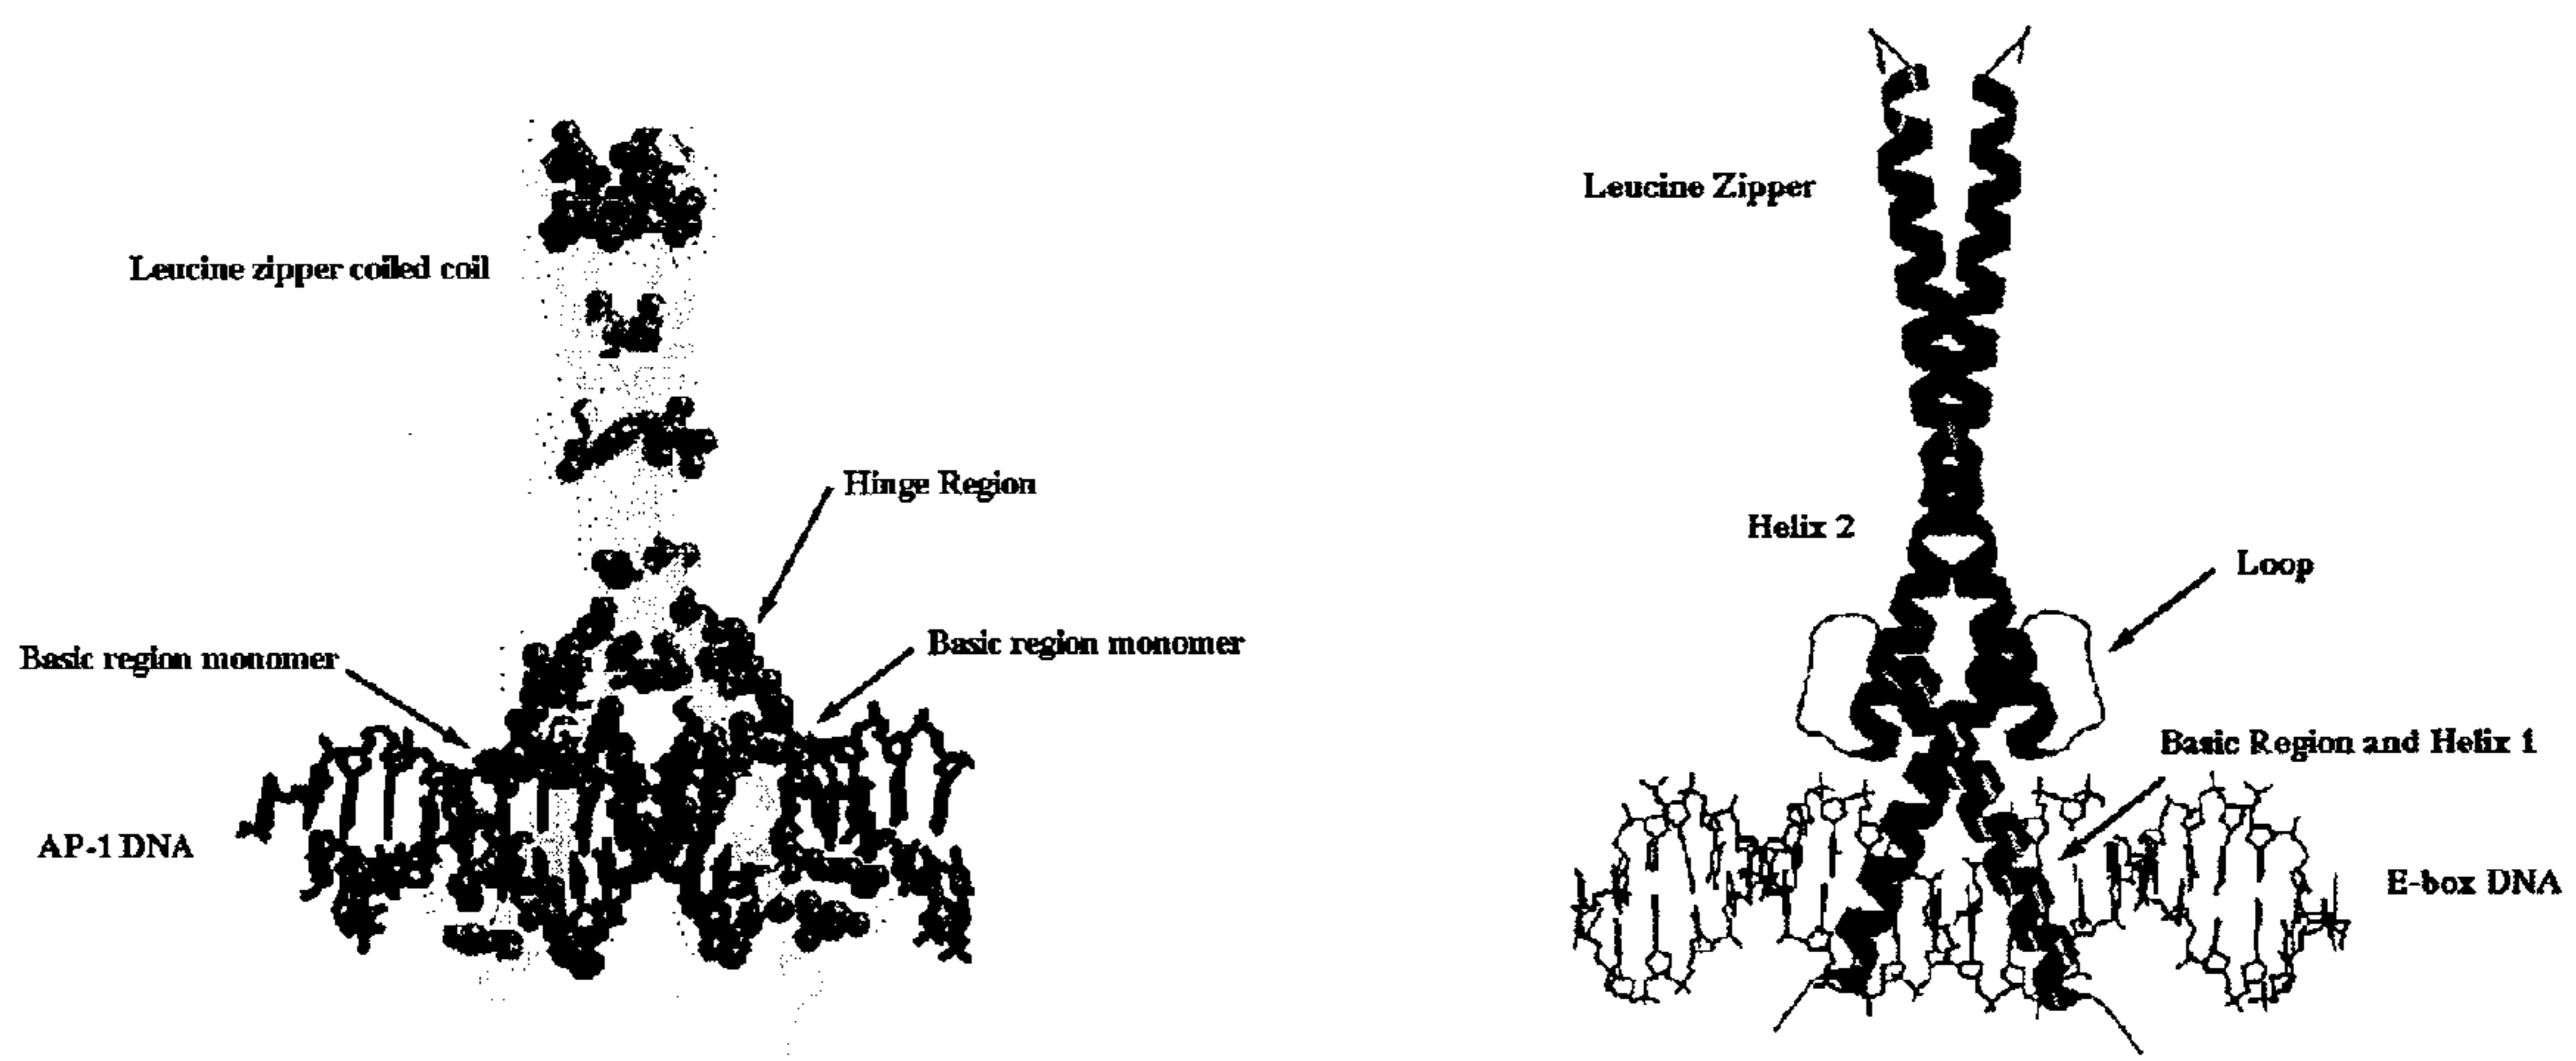 Leucine zipper coiled coil
Hinge Region
Basic region monomer
Basic region monomer
AP-1 DNA
Leucine Zipper
Helix 2
Loop
Basic Region and Helix 1
E-box DNA